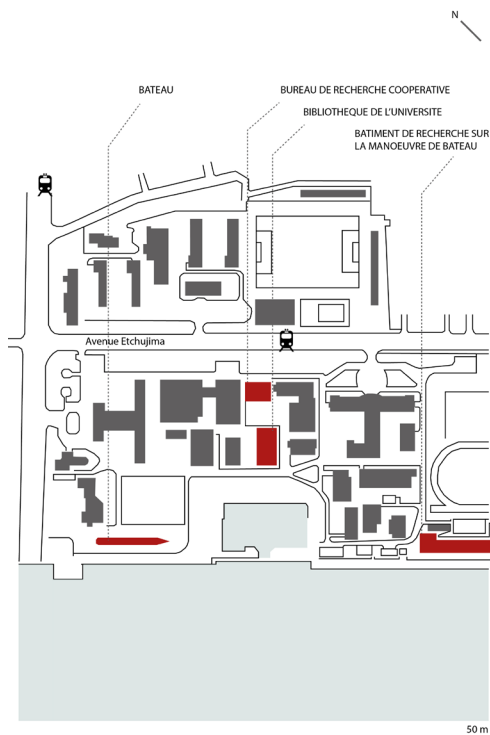 N
BATEAU
BUREAU DE RECHERCHE COOPERATIVE
BIBLIOTHEQUE DE L'UNIVERSITE
BATIMENT DE RECHERCHE SUR
LA MANOEUVRE DE BATEAU
Avenue Etchujima
50 m